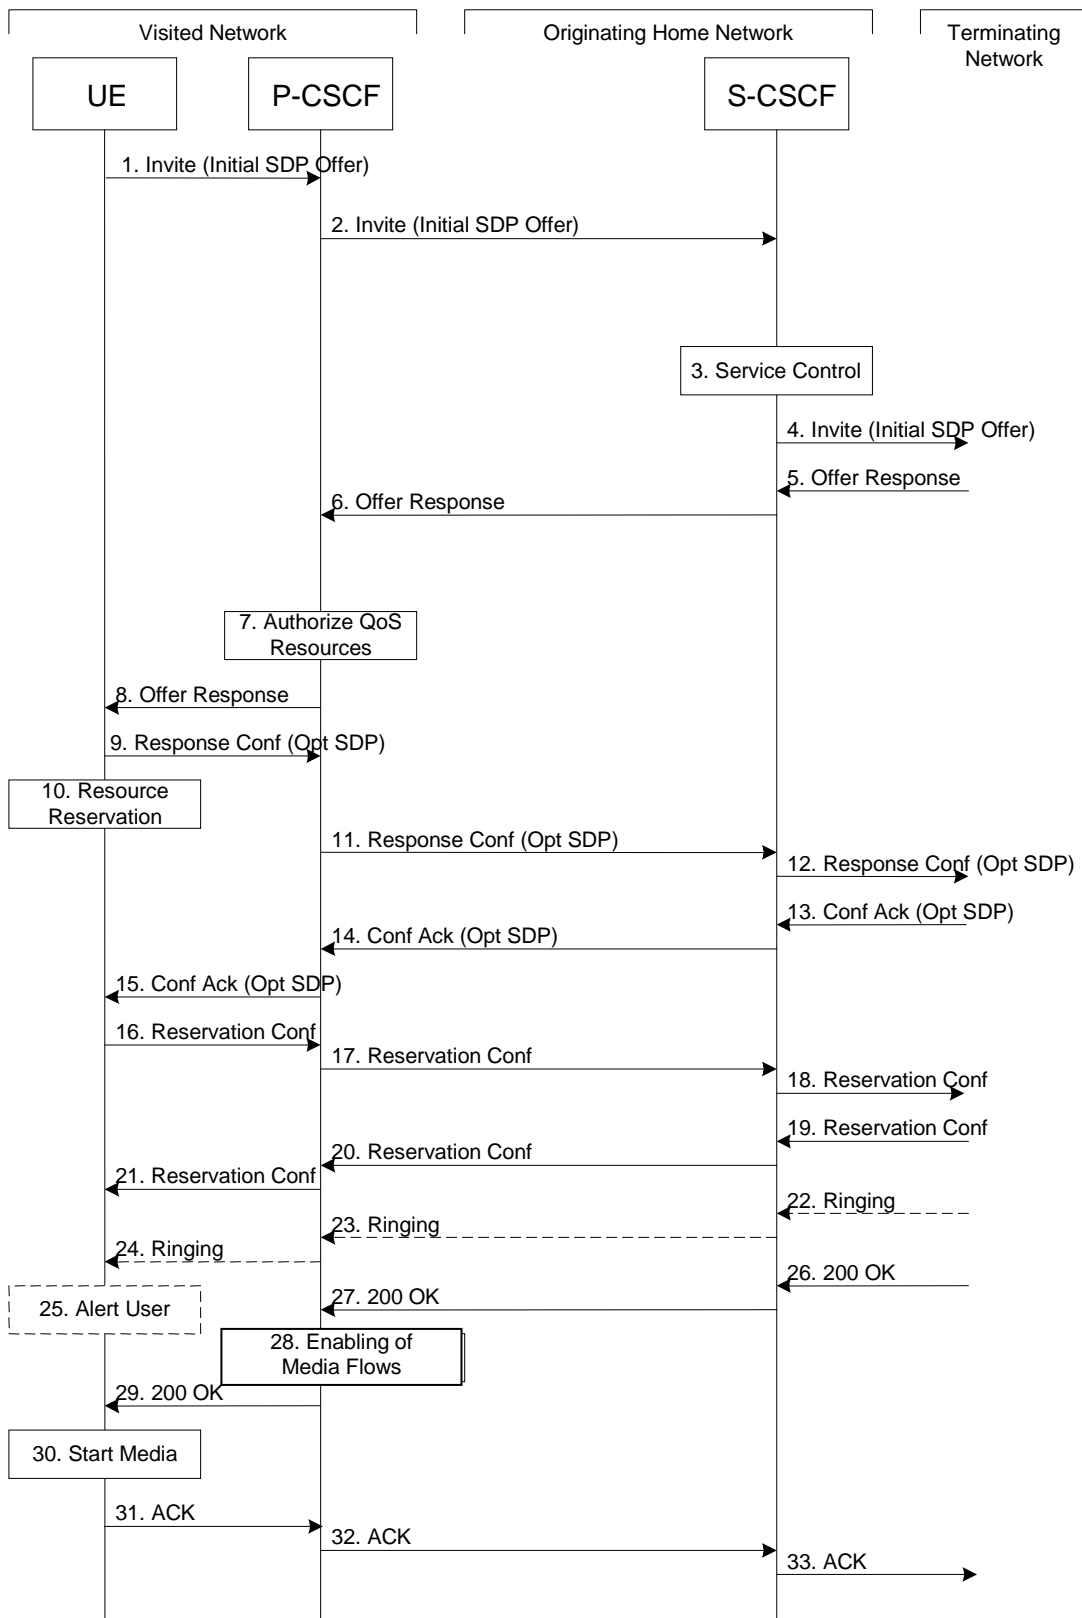 Visited Network
Originating Home Network
Terminating
Network
UE
P-CSCF
S-CSCF
1. Invite (Initial SDP Offer)
2. Invite (Initial SDP Offer)
3. Service Control
4. Invite (Initial SDP Offer)
5. Offer Response
6. Offer Response
7. Authorize QoS
Resources
8. Offer Response
9. Response Conf (Opt SDP)
10. Resource
Reservation
11. Response Conf (Opt SDP)
12. Response Conf (Opt SDP)
13. Conf Ack (Opt SDP)
14. Conf Ack (Opt SDP)
15. Conf Ack (Opt SDP)
16. Reservation Conf
17. Reservation Conf
18. Reservation Conf
19. Reservation Conf
20. Reservation Conf
21. Reservation Conf
22. Ringing
23. Ringing
24. Ringing
25. Alert User
26. 200 OK
27. 200 OK
28. Enabling of
Media Flows
29. 200 OK
30. Start Media
31. ACK
32. ACK
33. ACK